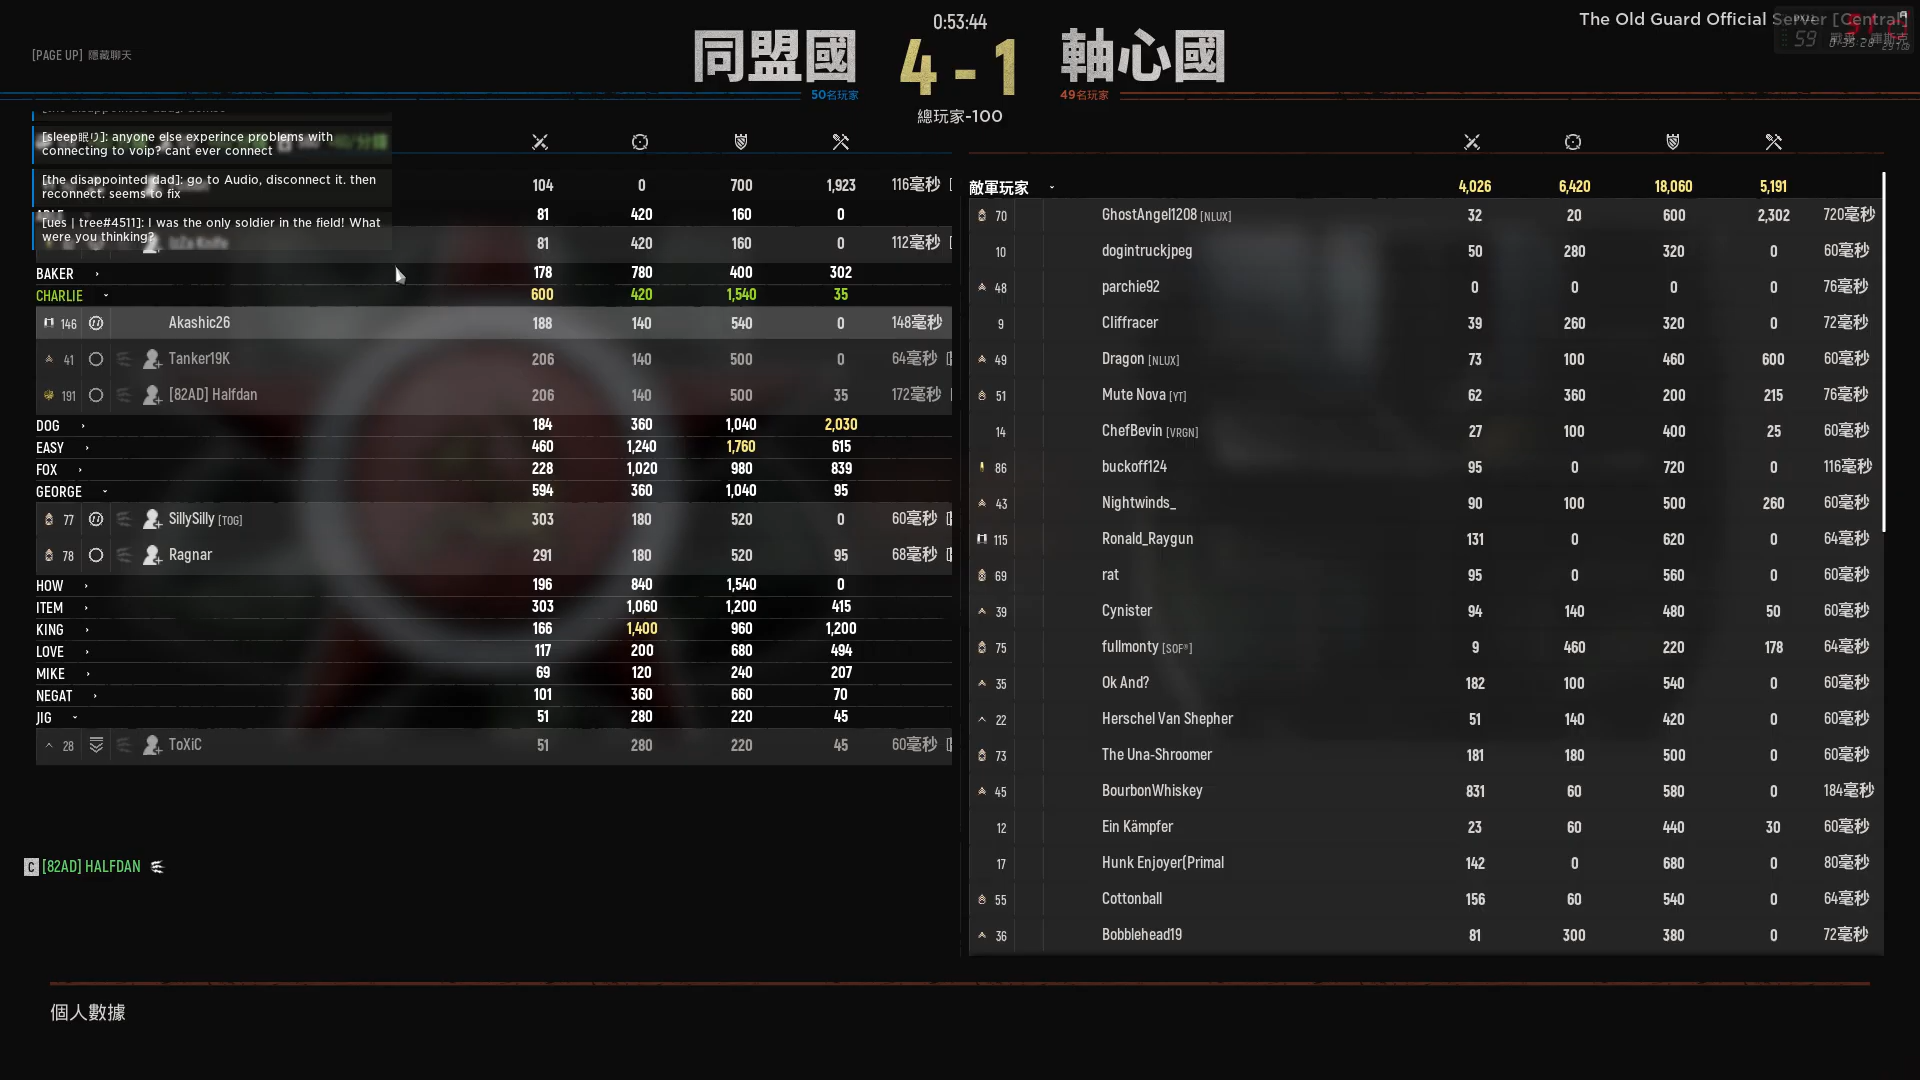 0:53:44
The Old Guard Official Server [Central]
[PAGE UP] 隱藏聊天
同盟國 4 - 1 軸心國
50名玩家 49名玩家
總玩家-100
[sleep眠り]: anyone else experince problems with
connecting to voip? cant ever connect
[the disappointed dad]: go to Audio, disconnect it. then
reconnect. seems to fix
[ues | tree#4511]: I was the only soldier in the field! What
were you thinking?
104 0 700 1,923 116毫秒
81 420 160 0
81 420 160 0 112毫秒
BAKER 178 780 400 302
CHARLIE 600 420 1,540 35
146 Akashic26 188 140 540 0 148毫秒
41 Tanker19K 206 140 500 0 64毫秒
191 [82AD] Halfdan 206 140 500 35 172毫秒
DOG 184 360 1,040 2,030
EASY 460 1,240 1,760 615
FOX 228 1,020 980 839
GEORGE 594 360 1,040 95
77 SillySilly [TOG] 303 180 520 0 60毫秒
78 Ragnar 291 180 520 95 68毫秒
HOW 196 840 1,540 0
ITEM 303 1,060 1,200 415
KING 166 1,400 960 1,200
LOVE 117 200 680 494
MIKE 69 120 240 207
NEGAT 101 360 660 70
JIG 51 280 220 45
28 ToXiC 51 280 220 45 60毫秒
C [82AD] HALFDAN
敵軍玩家 4,026 6,420 18,060 5,191
70 GhostAngel1208 [NLUX] 32 20 600 2,302 720毫秒
10 dogintruckjpeg 50 280 320 0 60毫秒
48 parchie92 0 0 0 0 76毫秒
9 Cliffracer 39 260 320 0 72毫秒
49 Dragon [NLUX] 73 100 460 600 60毫秒
51 Mute Nova [YT] 62 360 200 215 76毫秒
14 ChefBevin [VRGN] 27 100 400 25 60毫秒
86 buckoff124 95 0 720 0 116毫秒
43 Nightwinds_ 90 100 500 260 60毫秒
115 Ronald_Raygun 131 0 620 0 64毫秒
69 rat 95 0 560 0 60毫秒
39 Cynister 94 140 480 50 60毫秒
75 fullmonty [SOF*] 9 460 220 178 64毫秒
35 Ok And? 182 100 540 0 60毫秒
22 Herschel Van Shepher 51 140 420 0 60毫秒
73 The Una-Shroomer 181 180 500 0 60毫秒
45 BourbonWhiskey 831 60 580 0 184毫秒
12 Ein Kämpfer 23 60 440 30 60毫秒
17 Hunk Enjoyer(Primal 142 0 680 0 80毫秒
55 Cottonball 156 60 540 0 64毫秒
36 Bobblehead19 81 300 380 0 72毫秒
個人數據